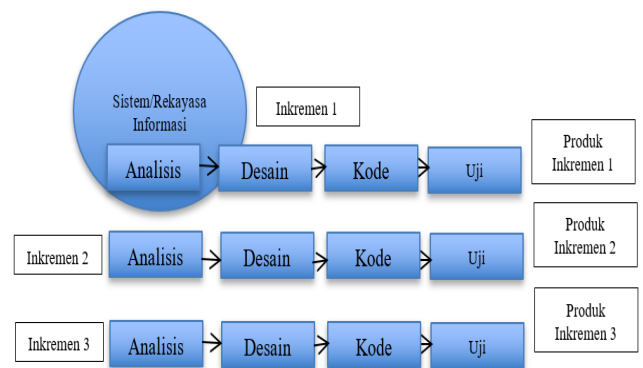 Sistem/Rekayasa
Informasi
Inkremen 1
Analisis
Desain
Kode
Uji
Produk
Inkremen 1
Inkremen 2
Analisis
Desain
Kode
Uji
Produk
Inkremen 2
Inkremen 3
Analisis
Desain
Kode
Uji
Produk
Inkremen 3